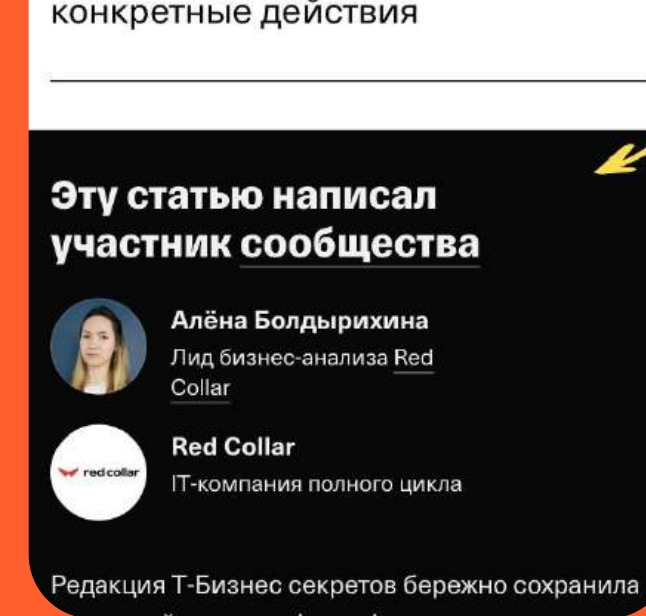 конкретные действия
Эту статью написал
участник сообщества
Алёна Болдырихина
Лид бизнес-анализа Red
Collar
red collar
Red Collar
IT-компания полного цикла
Редакция Т-Бизнес секретов бережно сохранила